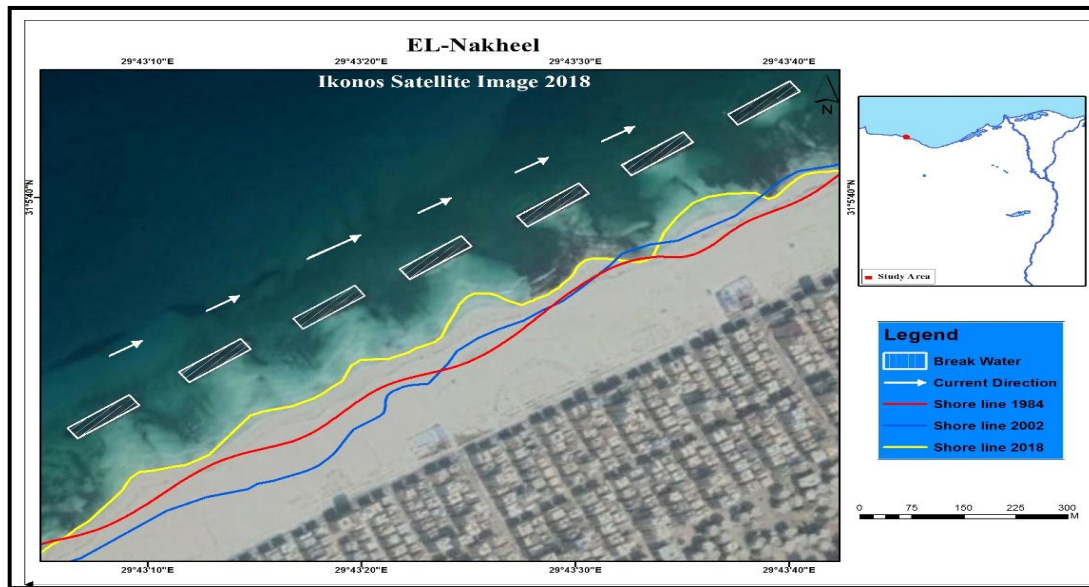 EL-Nakheel
29°43'10"E 29°43'20"E 29°43'30"E 29°43'40"E
Ikonos Satellite Image 2018
N
31°5'40"N
31°5'40"N
Study Area
Legend
Break Water
Current Direction
Shore line 1984
Shore line 2002
Shore line 2018
0 37.5 75 150 225 300
M
29°43'10"E 29°43'20"E 29°43'30"E 29°43'40"E